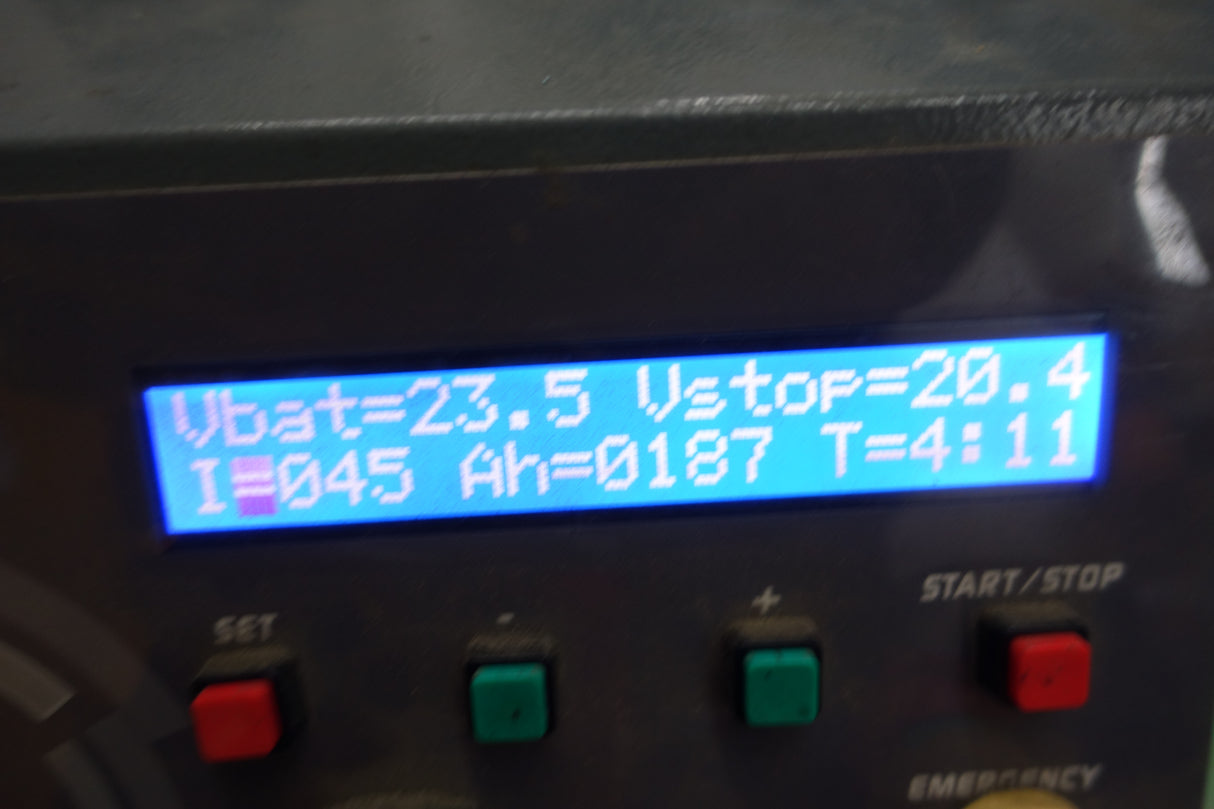 Vbat=23.5 Vstop=20.4
I=045 Ah=0187 T=4:11
START/STOP
SET - +
EMERGENCY